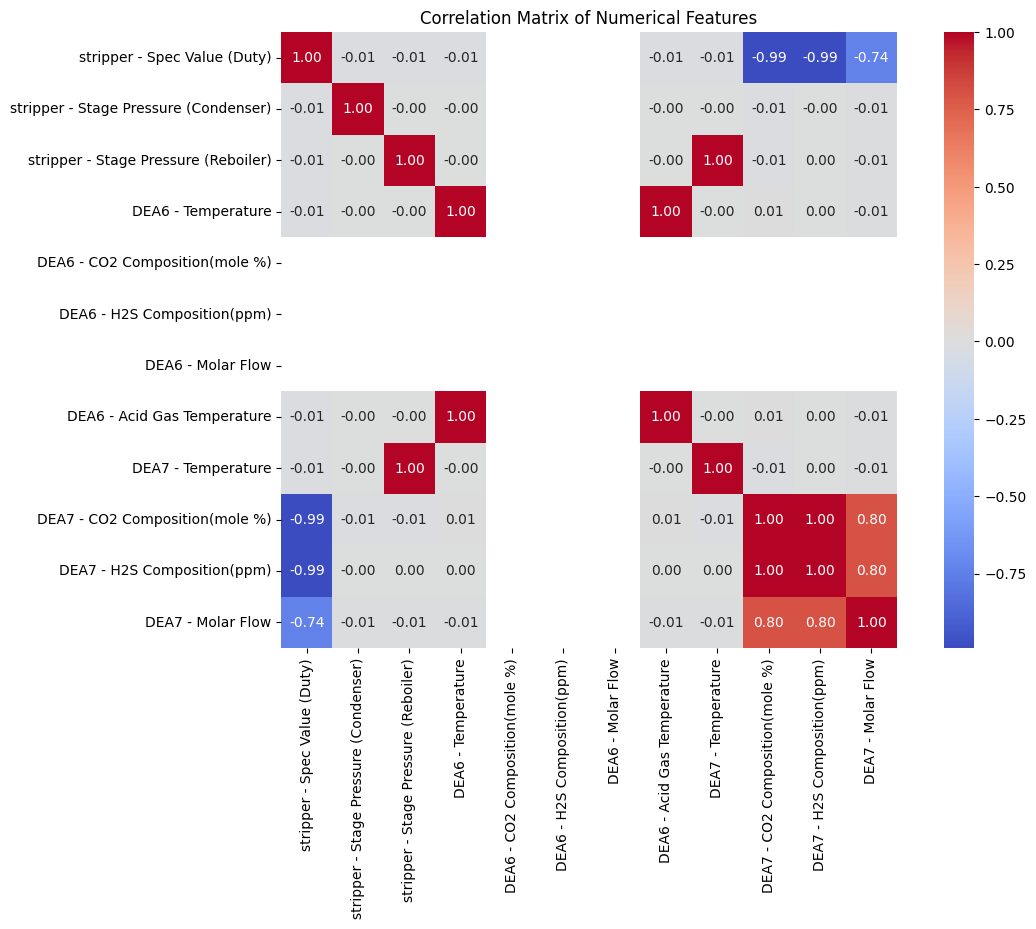 Correlation Matrix of Numerical Features
stripper - Spec Value (Duty)
1.00 -0.01 -0.01 -0.01 -0.01 -0.01 -0.99 -0.99 -0.74
stripper - Stage Pressure (Condenser)
-0.01 1.00 -0.00 -0.00 -0.00 -0.00 -0.01 -0.00 -0.01
stripper - Stage Pressure (Reboiler)
-0.01 -0.00 1.00 -0.00 -0.00 1.00 -0.01 0.00 -0.01
DEA6 - Temperature
-0.01 -0.00 -0.00 1.00 1.00 -0.00 0.01 0.00 -0.01
DEA6 - CO2 Composition(mole %)
DEA6 - H2S Composition(ppm)
DEA6 - Molar Flow
DEA6 - Acid Gas Temperature
-0.01 -0.00 -0.00 1.00 1.00 -0.00 0.01 0.00 -0.01
DEA7 - Temperature
-0.01 -0.00 1.00 -0.00 -0.00 1.00 -0.01 0.00 -0.01
DEA7 - CO2 Composition(mole %)
-0.99 -0.01 -0.01 0.01 0.01 -0.01 1.00 1.00 0.80
DEA7 - H2S Composition(ppm)
-0.99 -0.00 0.00 0.00 0.00 0.00 1.00 1.00 0.80
DEA7 - Molar Flow
-0.74 -0.01 -0.01 -0.01 -0.01 -0.01 0.80 0.80 1.00
stripper - Spec Value (Duty)
stripper - Stage Pressure (Condenser)
stripper - Stage Pressure (Reboiler)
DEA6 - Temperature
DEA6 - CO2 Composition(mole %)
DEA6 - H2S Composition(ppm)
DEA6 - Molar Flow
DEA6 - Acid Gas Temperature
DEA7 - Temperature
DEA7 - CO2 Composition(mole %)
DEA7 - H2S Composition(ppm)
DEA7 - Molar Flow
1.00
0.75
0.50
0.25
0.00
−0.25
−0.50
−0.75